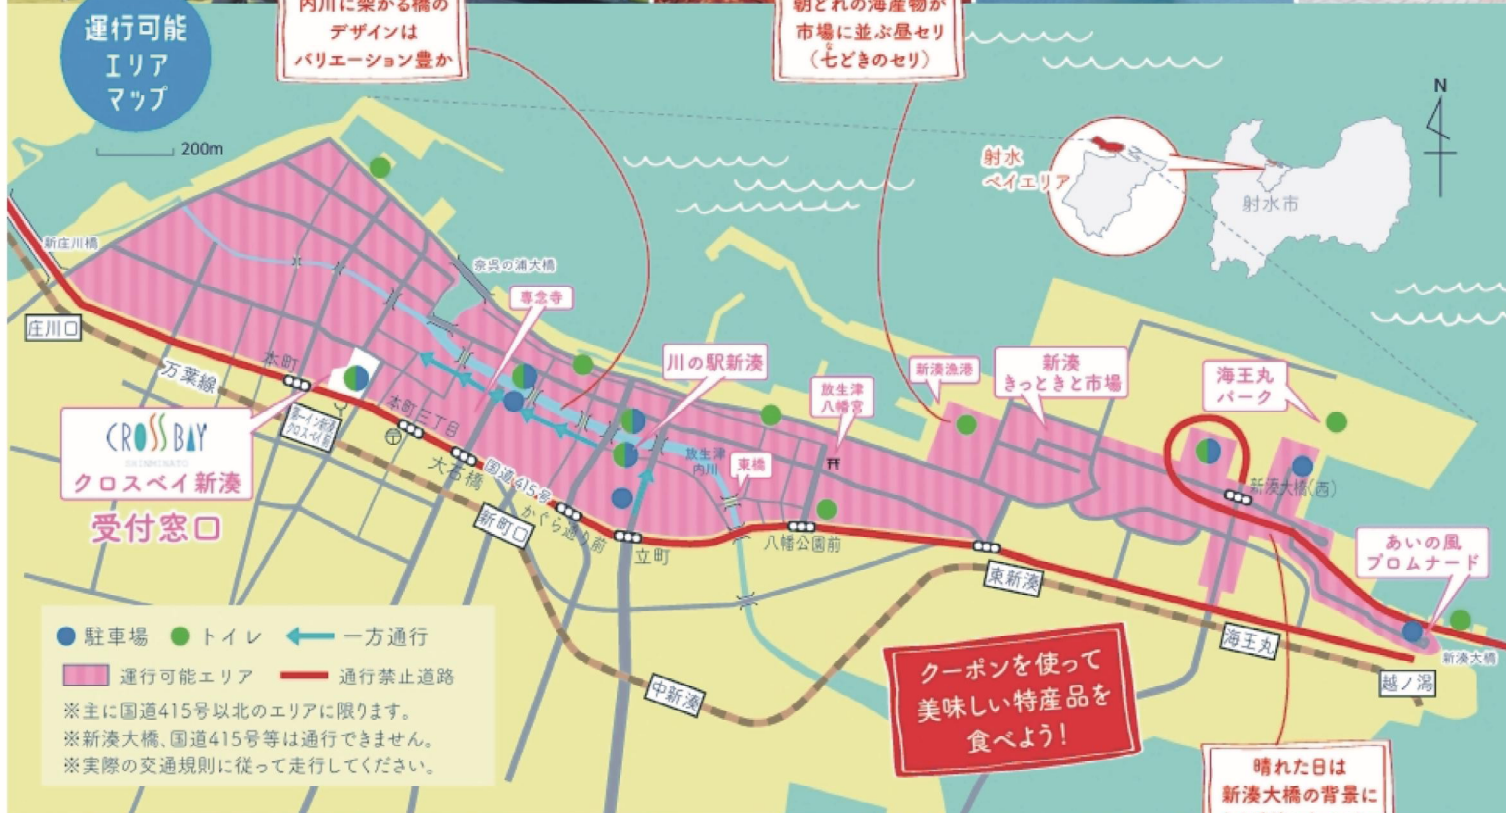 運行可能
エリア
マップ
200m
内川に架かる橋の
デザインは
バリエーション豊か
朝どれの海産物が
市場に並ぶ昼セリ
(七どきのセリ)
な
N
射水
ベイエリア
射水市
新庄川橋
奈呉の浦大橋
専念寺
庄川口
本町
万葉線
川の駅新湊
新湊漁港
新湊
きっときと市場
海王丸
パーク
放生津
八幡宮
CROSS BAY
SHINMINATO
クロスベイ新湊
受付窓口
本町三丁目
大石橋
国道415号
新町口
かぐら通り前
立町
放生津
内川
東橋
八幡公園前
新湊大橋(西)
東新湊
あいの風
プロムナード
海王丸
新湊大橋
越ノ潟
中新湊
駐車場 トイレ 一方通行
運行可能エリア 通行禁止道路
※主に国道415号以北のエリアに限ります。
※新湊大橋、国道415号等は通行できません。
※実際の交通規則に従って走行してください。
クーポンを使って
美味しい特産品を
食べよう!
晴れた日は
新湊大橋の背景に